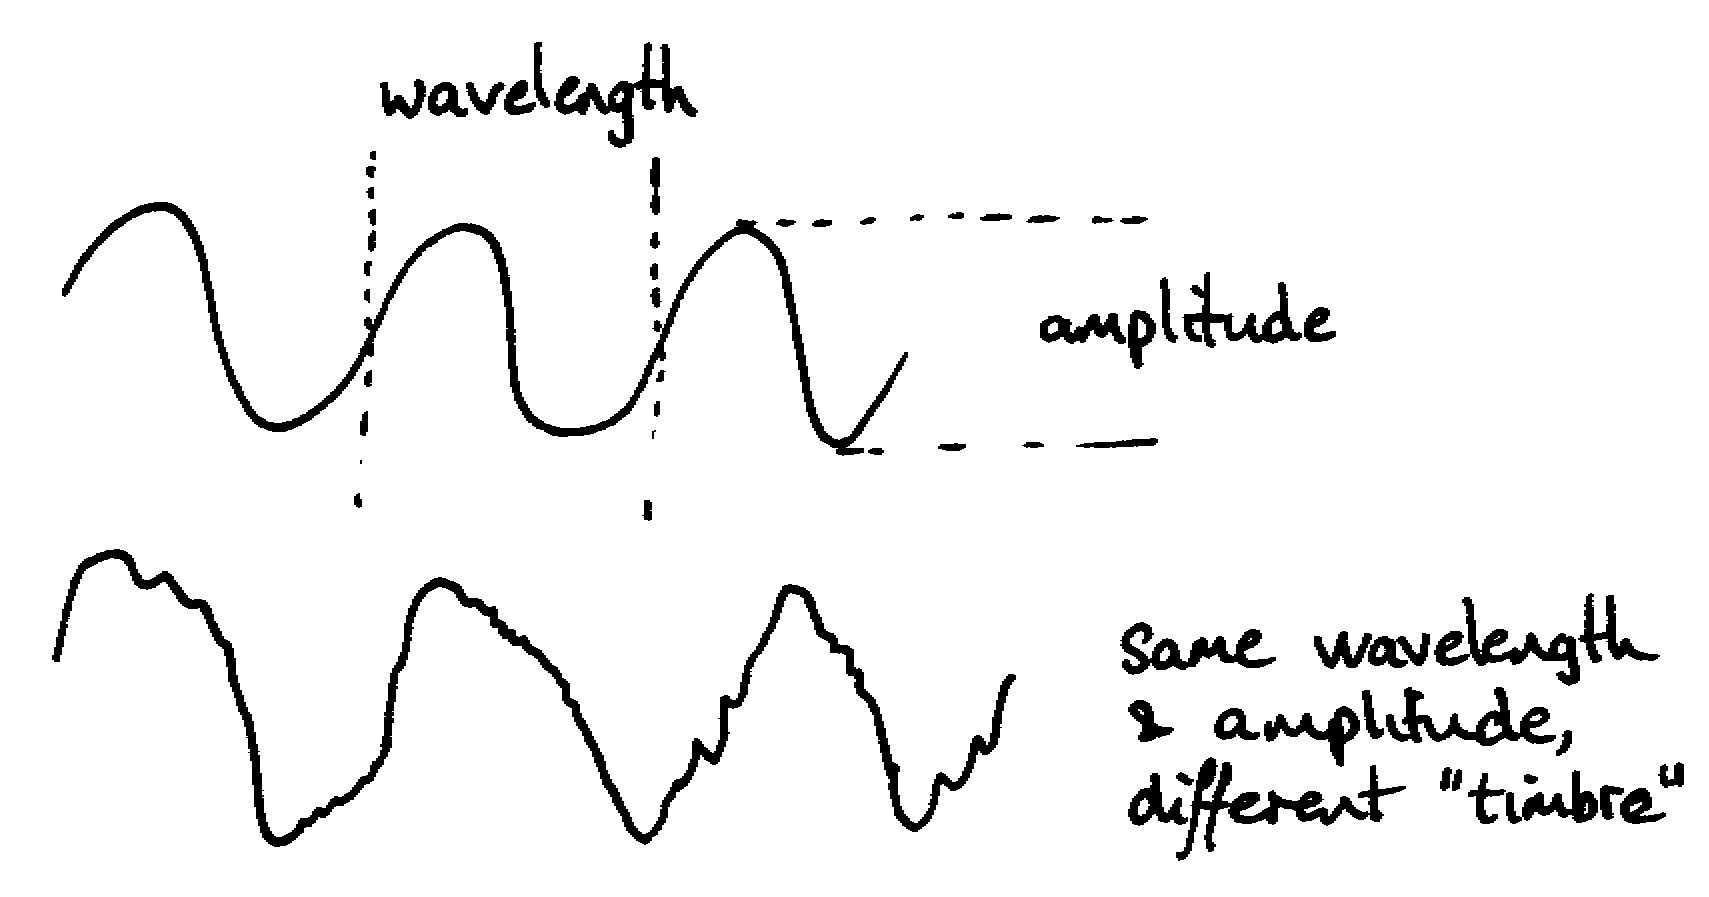 wavelength
amplitude
same wavelength
& amplitude,
different "timbre"